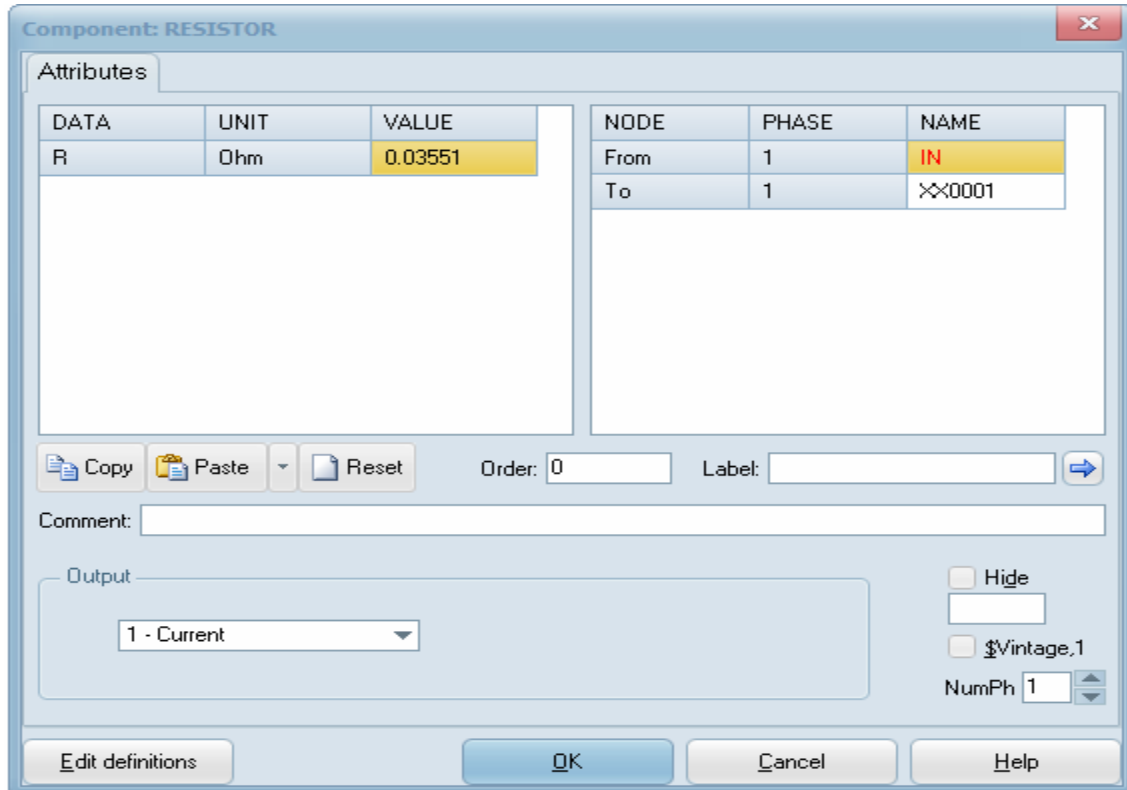 Component: RESISTOR
Attributes
DATA UNIT VALUE
R Ohm 0.03551
NODE PHASE NAME
From 1 IN
To 1 XX0001
Copy Paste Reset Order: 0 Label:
Comment:
Output
1 - Current
Hide
$Vintage,1
NumPh 1
Edit definitions OK Cancel Help